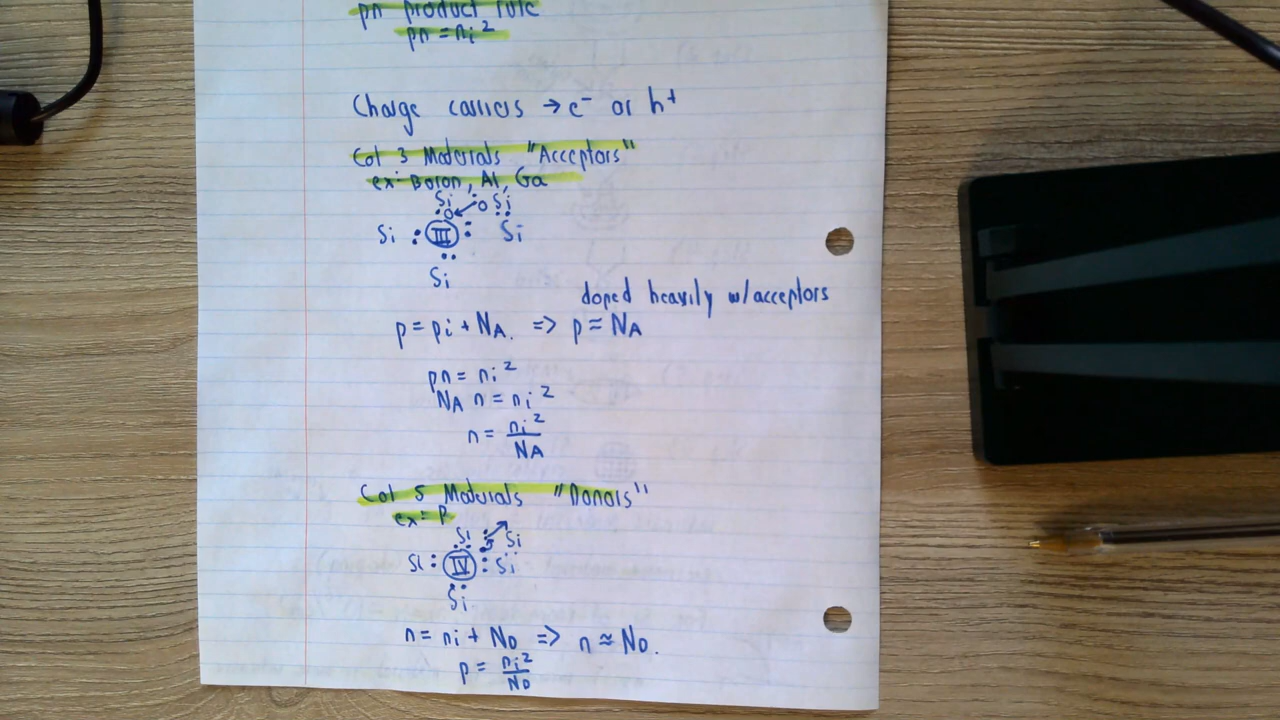 pn product rule
pn = ni²
Charge carriers → e⁻ or h⁺
Col 3 Materials "Acceptors"
ex: Boron, Al, Ga
Si Si
Si III Si
Si
doped heavily w/acceptors
p = pi + NA. => p ≈ NA
pn = ni²
NA n = ni²
n = ni²/NA
Col 5 Materials "Donors"
ex: P
Si Si
Si IV Si
Si
n = ni + ND => n ≈ ND.
p = ni²/ND